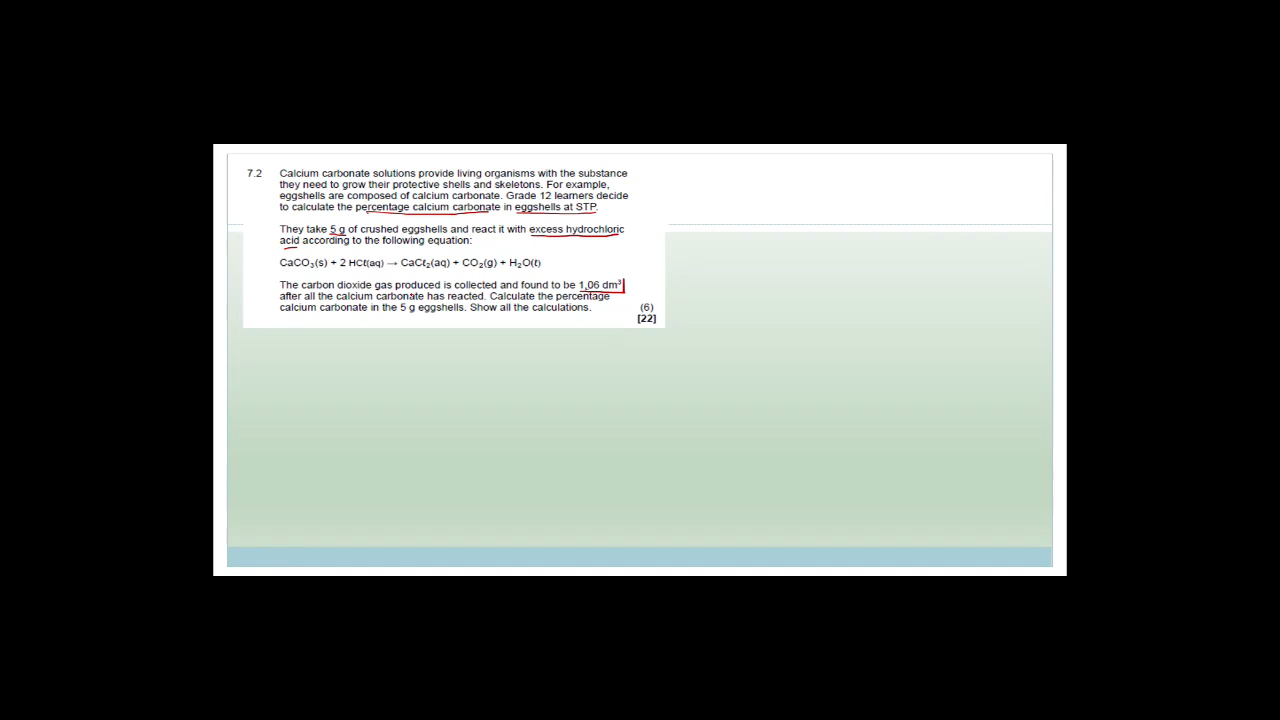 7.2 Calcium carbonate solutions provide living organisms with the substance
they need to grow their protective shells and skeletons. For example,
eggshells are composed of calcium carbonate. Grade 12 learners decide
to calculate the percentage calcium carbonate in eggshells at STP.
They take 5 g of crushed eggshells and react it with excess hydrochloric
acid according to the following equation:
CaCO₃(s) + 2 HCℓ(aq) → CaCℓ₂(aq) + CO₂(g) + H₂O(ℓ)
The carbon dioxide gas produced is collected and found to be 1,06 dm³
after all the calcium carbonate has reacted. Calculate the percentage
calcium carbonate in the 5 g eggshells. Show all the calculations. (6)
[22]